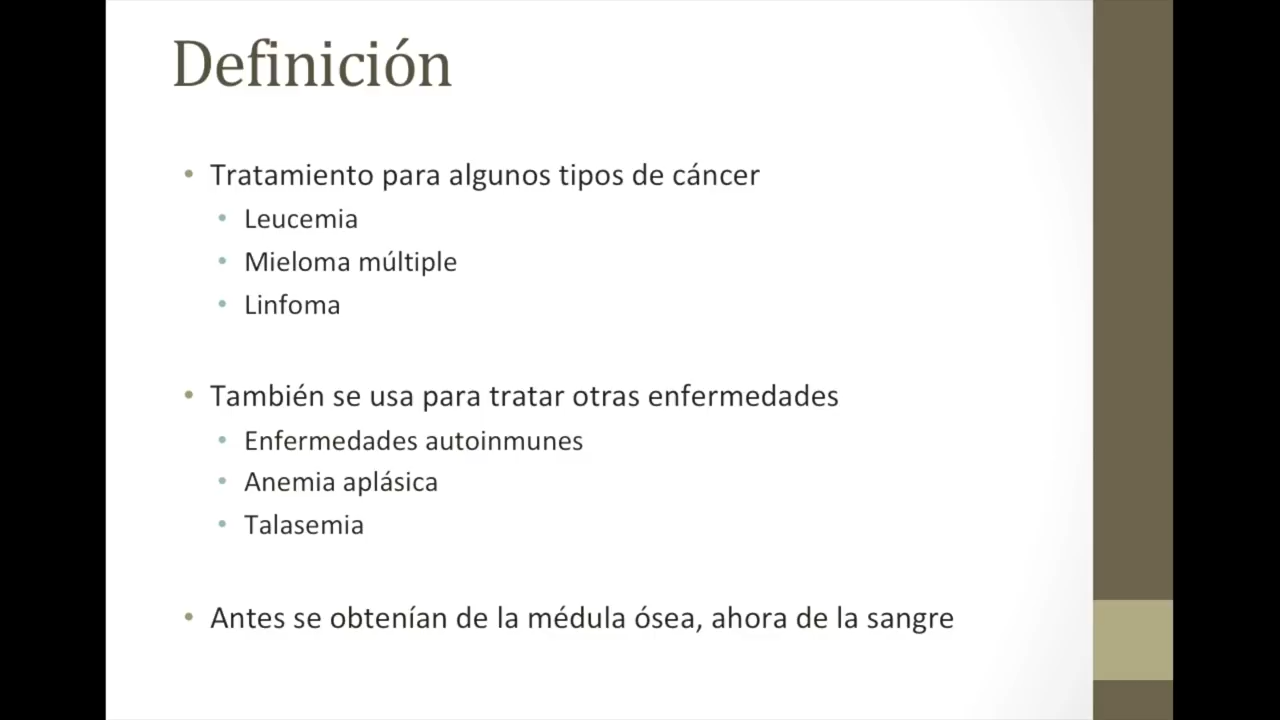 Definición
• Tratamiento para algunos tipos de cáncer
• Leucemia
• Mieloma múltiple
• Linfoma
• También se usa para tratar otras enfermedades
• Enfermedades autoinmunes
• Anemia aplásica
• Talasemia
• Antes se obtenían de la médula ósea, ahora de la sangre